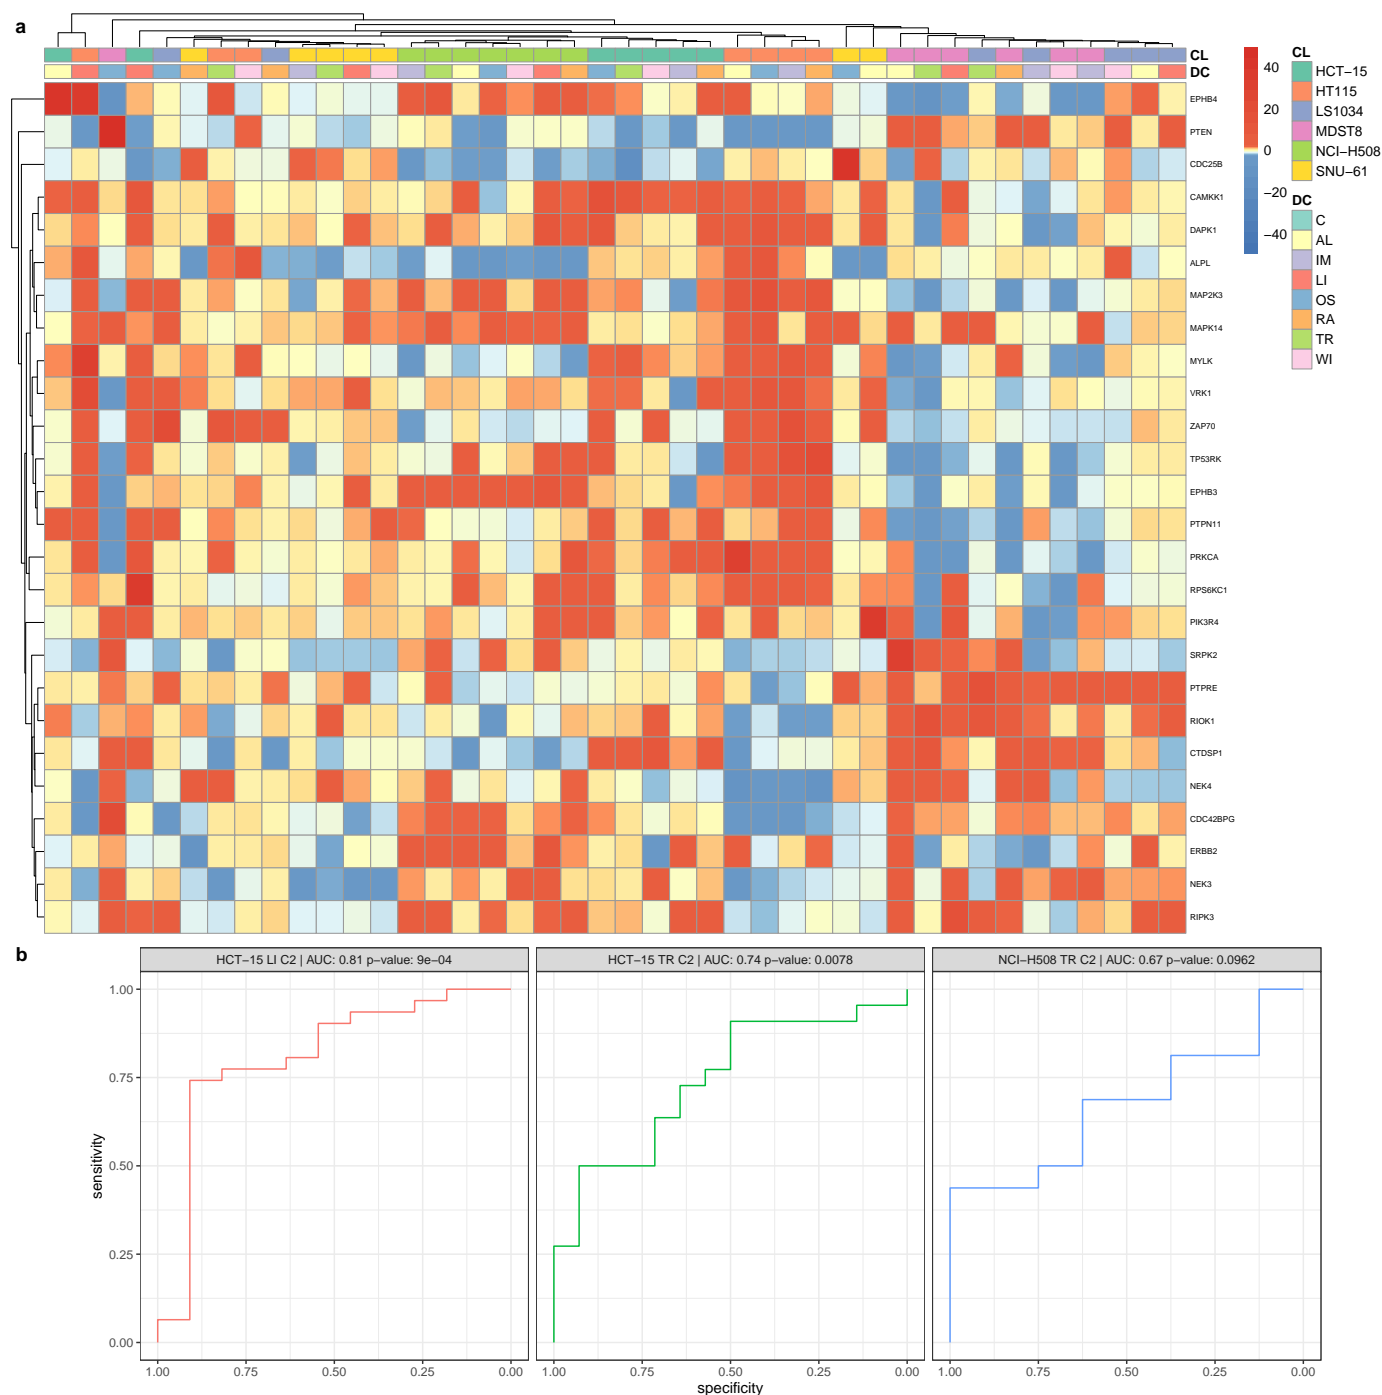 a
CL
DC
EPHB4
PTEN
CDC25B
CAMKK1
DAPK1
ALPL
MAP2K3
MAPK14
MYLK
VRK1
ZAP70
TP53RK
EPHB3
PTPN11
PRKCA
RPS6KC1
PIK3R4
SRPK2
PTPRE
RIOK1
CTDSP1
NEK4
CDC42BPG
ERBB2
NEK3
RIPK3
40
20
0
−20
−40
CL
HCT−15
HT115
LS1034
MDST8
NCI−H508
SNU−61
DC
C
AL
IM
LI
OS
RA
TR
WI
b
HCT−15 LI C2 | AUC: 0.81 p−value: 9e−04
HCT−15 TR C2 | AUC: 0.74 p−value: 0.0078
NCI−H508 TR C2 | AUC: 0.67 p−value: 0.0962
1.00
0.75
0.50
0.25
0.00
sensitivity
1.00 0.75 0.50 0.25 0.00
1.00 0.75 0.50 0.25 0.00
1.00 0.75 0.50 0.25 0.00
specificity